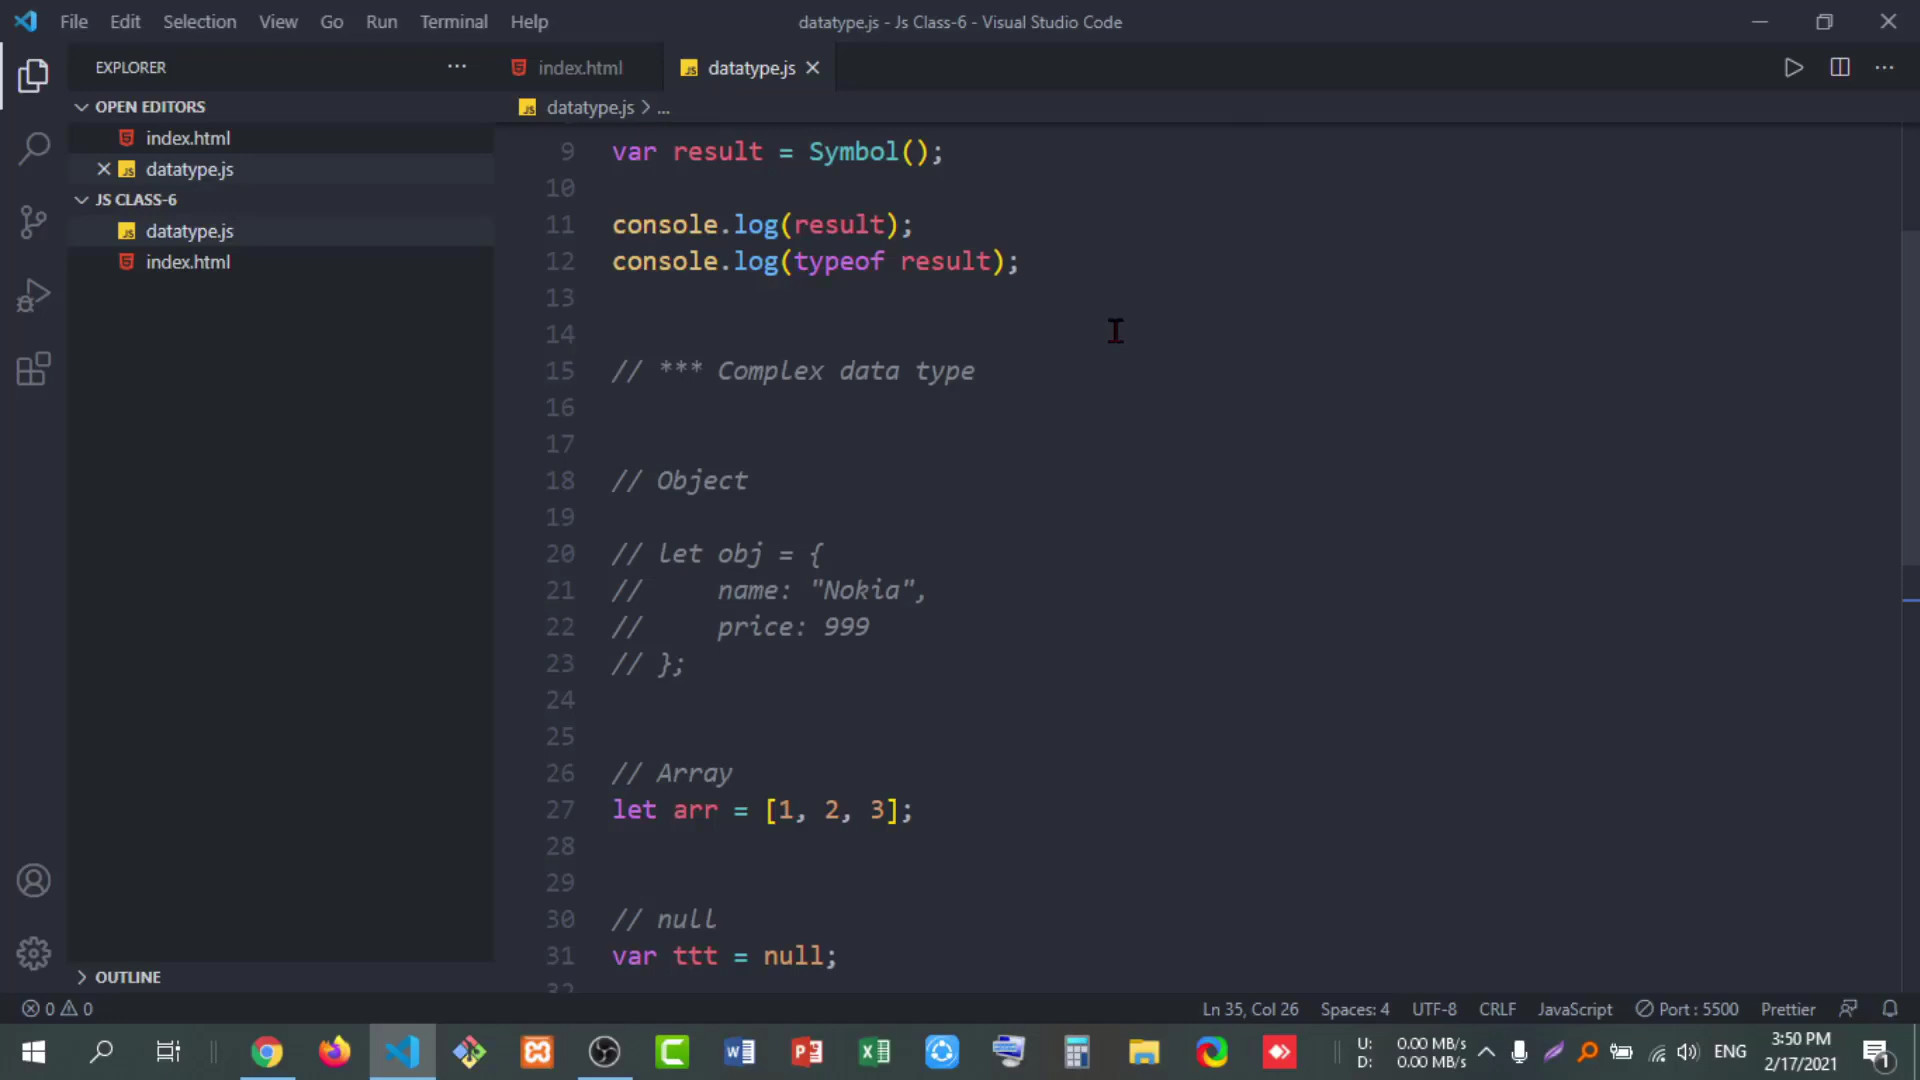 File Edit Selection View Go Run Terminal Help
datatype.js - Js Class-6 - Visual Studio Code
EXPLORER
OPEN EDITORS
index.html
datatype.js
JS CLASS-6
datatype.js
index.html
OUTLINE
index.html
datatype.js
datatype.js > ...
9 var result = Symbol();
10
11 console.log(result);
12 console.log(typeof result);
13
14
15 // *** Complex data type
16
17
18 // Object
19
20 // let obj = {
21 //     name: "Nokia",
22 //     price: 999
23 // };
24
25
26 // Array
27 let arr = [1, 2, 3];
28
29
30 // null
31 var ttt = null;
32
0 0
Ln 35, Col 26 Spaces: 4 UTF-8 CRLF JavaScript Port : 5500 Prettier
U: 0.00 MB/s
D: 0.00 MB/s
ENG
3:50 PM
2/17/2021
1